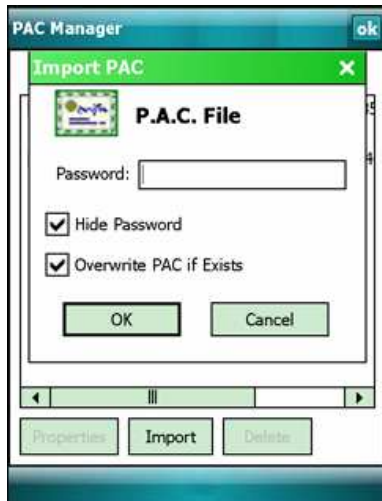 PAC Manager ok
Import PAC
P.A.C. File
Password:
Hide Password
Overwrite PAC if Exists
OK Cancel
Properties Import Delete